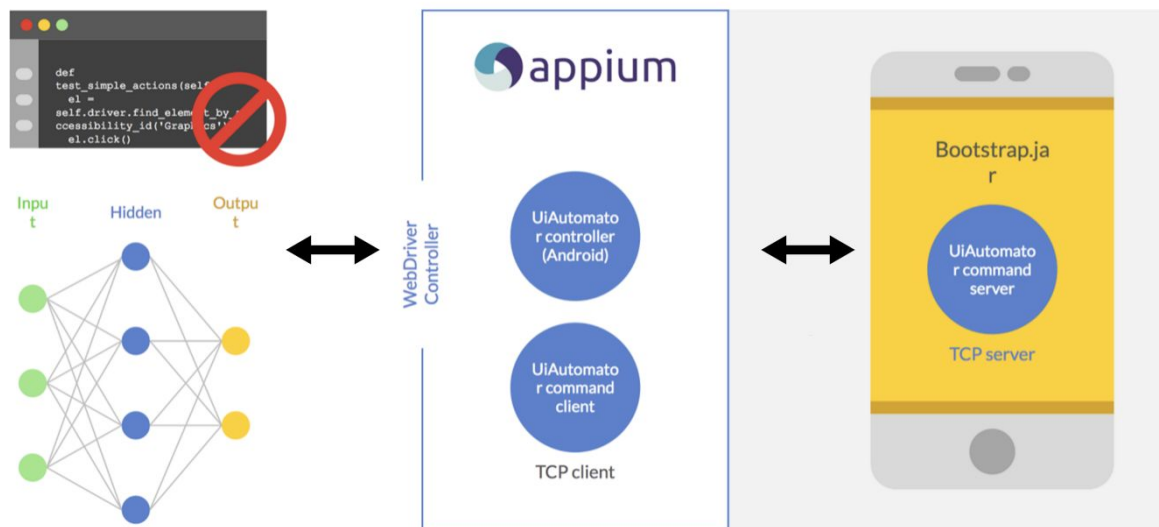 def
test_simple_actions(self
el =
self.driver.find_element_by_
ccessibility_id('Graphics')
el.click()
Inpu
t
Hidden
Outpu
t
WebDriver
Controller
appium
UiAutomato
r controller
(Android)
UiAutomato
r command
client
TCP client
Bootstrap.ja
r
UiAutomato
r command
server
TCP server